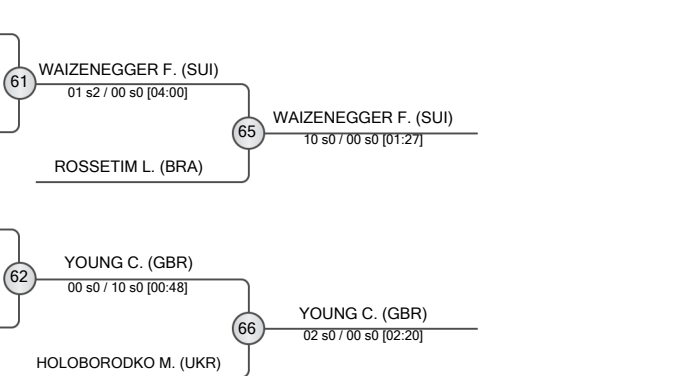 61
WAIZENEGGER F. (SUI)
01 s2 / 00 s0 [04:00]
65
WAIZENEGGER F. (SUI)
10 s0 / 00 s0 [01:27]
ROSSETIM L. (BRA)
62
YOUNG C. (GBR)
00 s0 / 10 s0 [00:48]
66
YOUNG C. (GBR)
02 s0 / 00 s0 [02:20]
HOLOBORODKO M. (UKR)